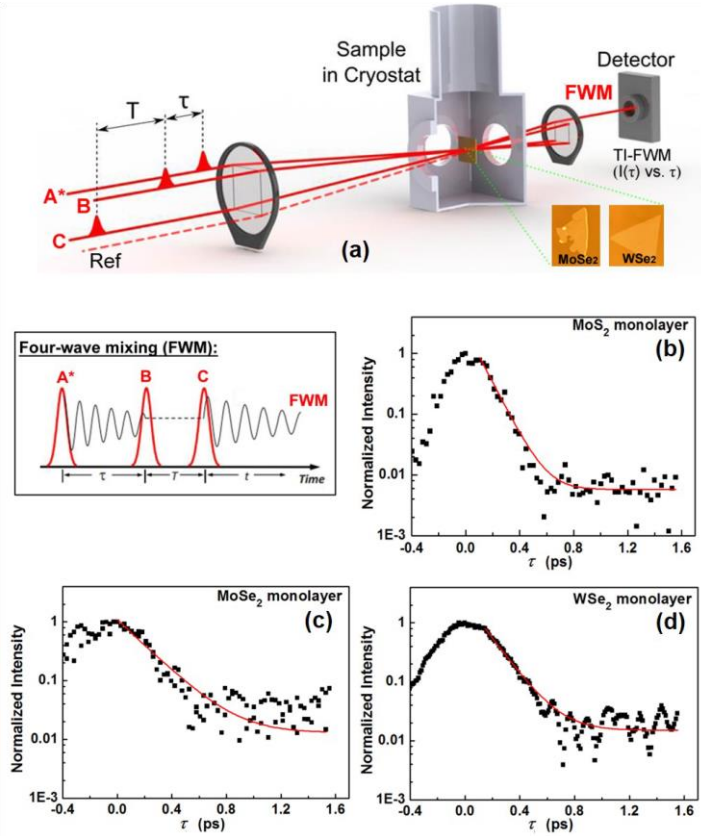 Sample
in Cryostat
Detector
FWM
TI-FWM
(I(τ) vs. τ)
T
τ
A*
B
C
Ref
(a)
MoSe2
WSe2
Four-wave mixing (FWM):
A*
B
C
FWM
τ
T
t
Time
MoS2 monolayer
(b)
Normalized Intensity
1
0.1
0.01
1E-3
-0.4 0.0 0.4 0.8 1.2 1.6
τ (ps)
MoSe2 monolayer
(c)
Normalized Intensity
1
0.1
0.01
1E-3
-0.4 0.0 0.4 0.8 1.2 1.6
τ (ps)
WSe2 monolayer
(d)
Normalized Intensity
1
0.1
0.01
1E-3
-0.4 0.0 0.4 0.8 1.2 1.6
τ (ps)